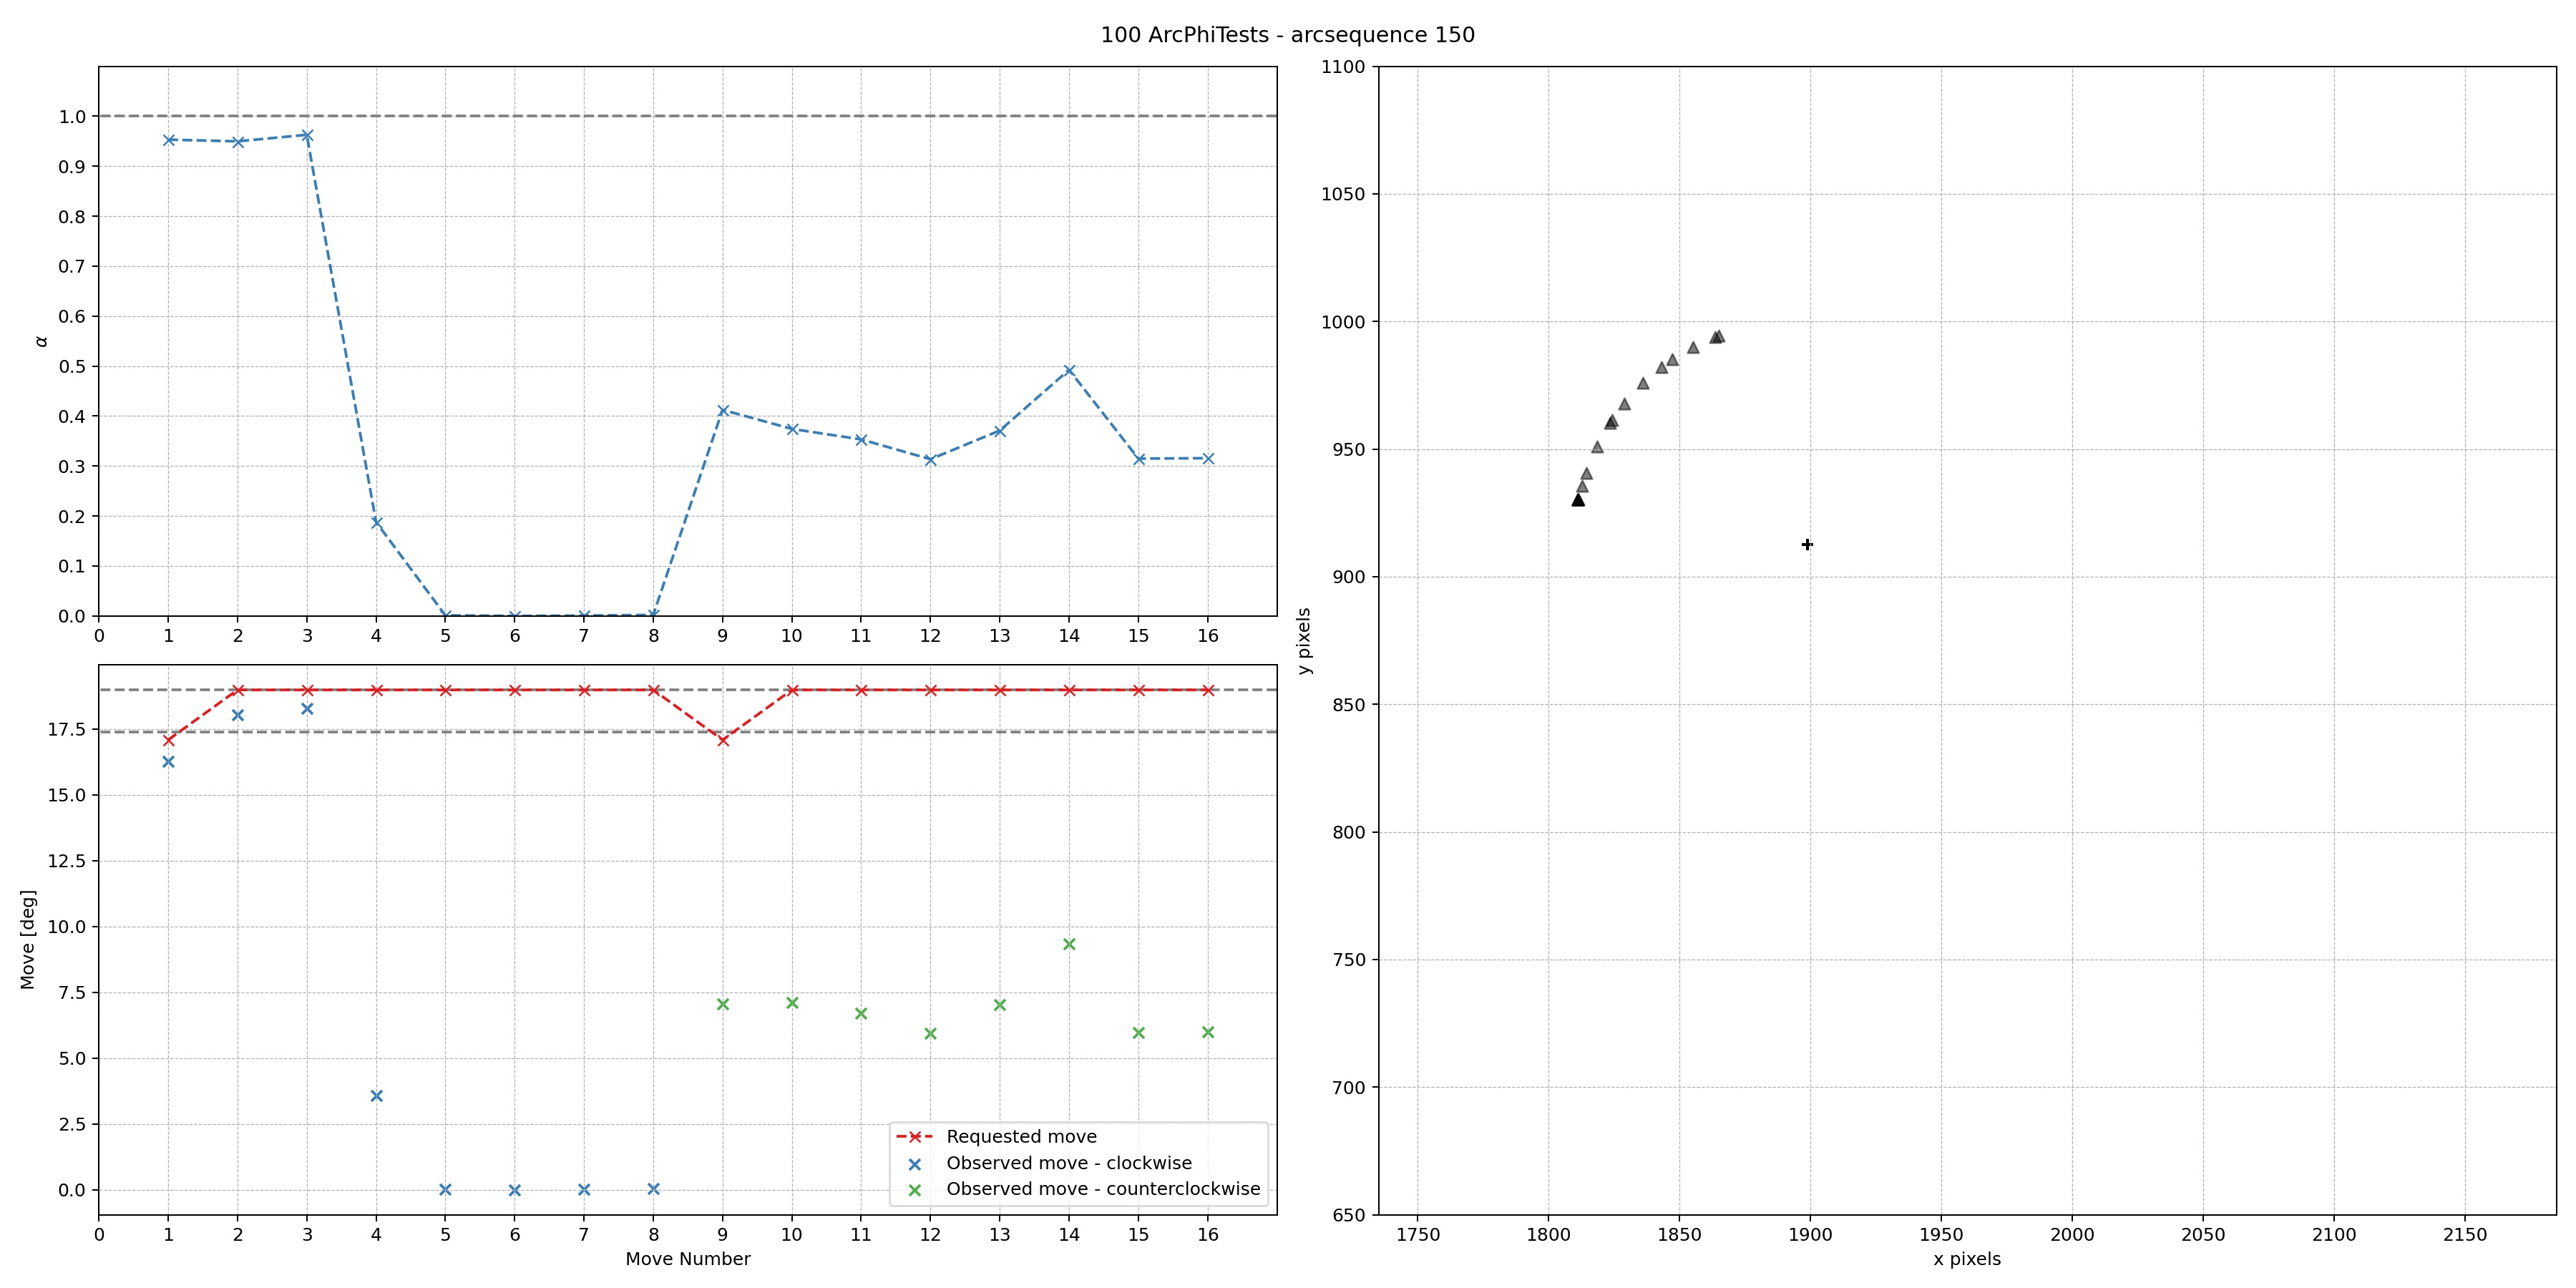 100 ArcPhiTests - arcsequence 150
1.0
0.9
0.8
0.7
0.6
0.5
0.4
0.3
0.2
0.1
0.0
α
0 1 2 3 4 5 6 7 8 9 10 11 12 13 14 15 16
17.5
15.0
12.5
10.0
7.5
5.0
2.5
0.0
Move [deg]
Requested move
Observed move - clockwise
Observed move - counterclockwise
0 1 2 3 4 5 6 7 8 9 10 11 12 13 14 15 16
Move Number
1100
1050
1000
950
900
850
800
750
700
650
y pixels
1750 1800 1850 1900 1950 2000 2050 2100 2150
x pixels